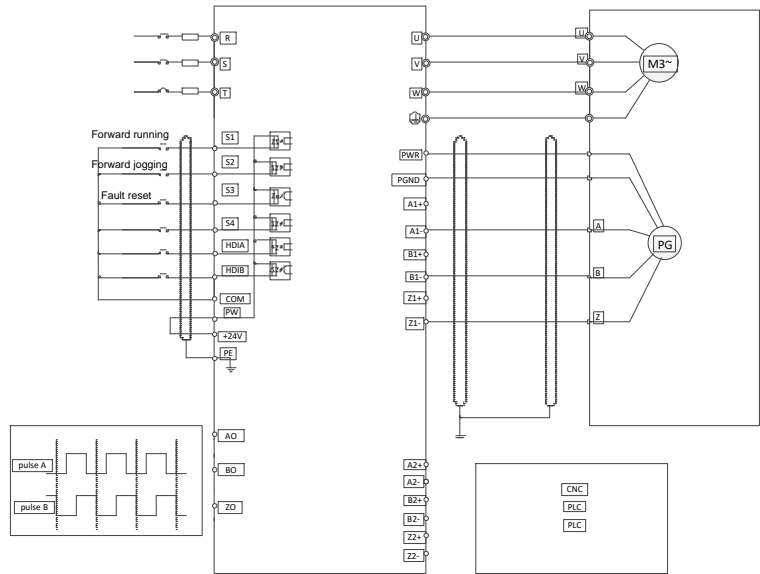 R
S
T
Forward running
Forward jogging
Fault reset
S1
S2
S3
S4
HDIA
HDIB
COM
PW
+24V
PE
AO
BO
ZO
pulse A
pulse B
U
V
W
PWR
PGND
A1+
A1-
B1+
B1-
Z1+
Z1-
A2+
A2-
B2+
B2-
Z2+
Z2-
U
V
W
M3~
A
B
Z
PG
CNC
PLC
PLC